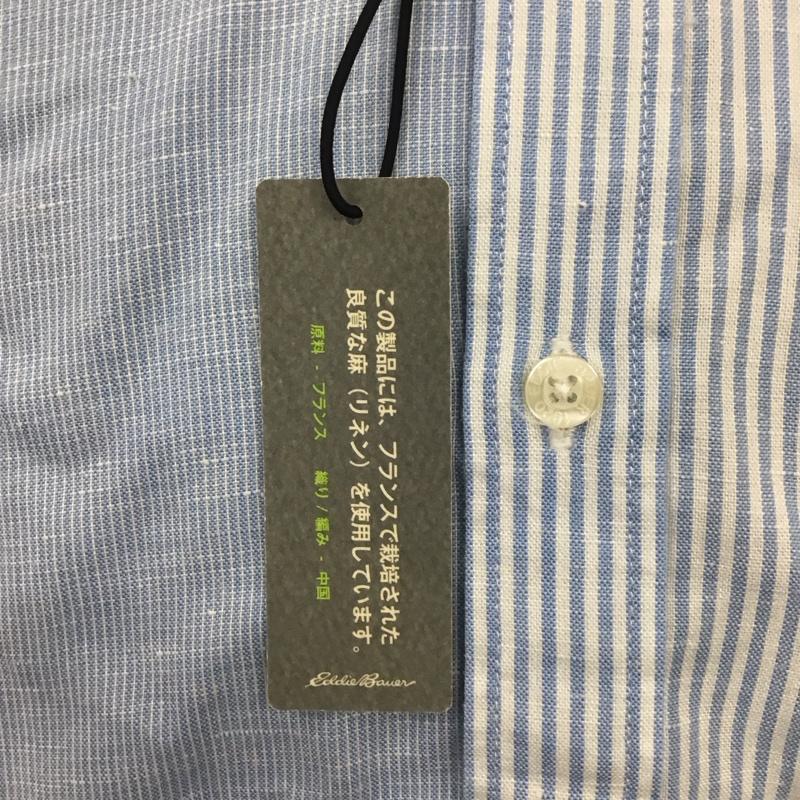 この製品には、フランスで栽培された
良質な麻（リネン）を使用しています。
原料 - フランス 織り / 編み - 中国
Eddie Bauer